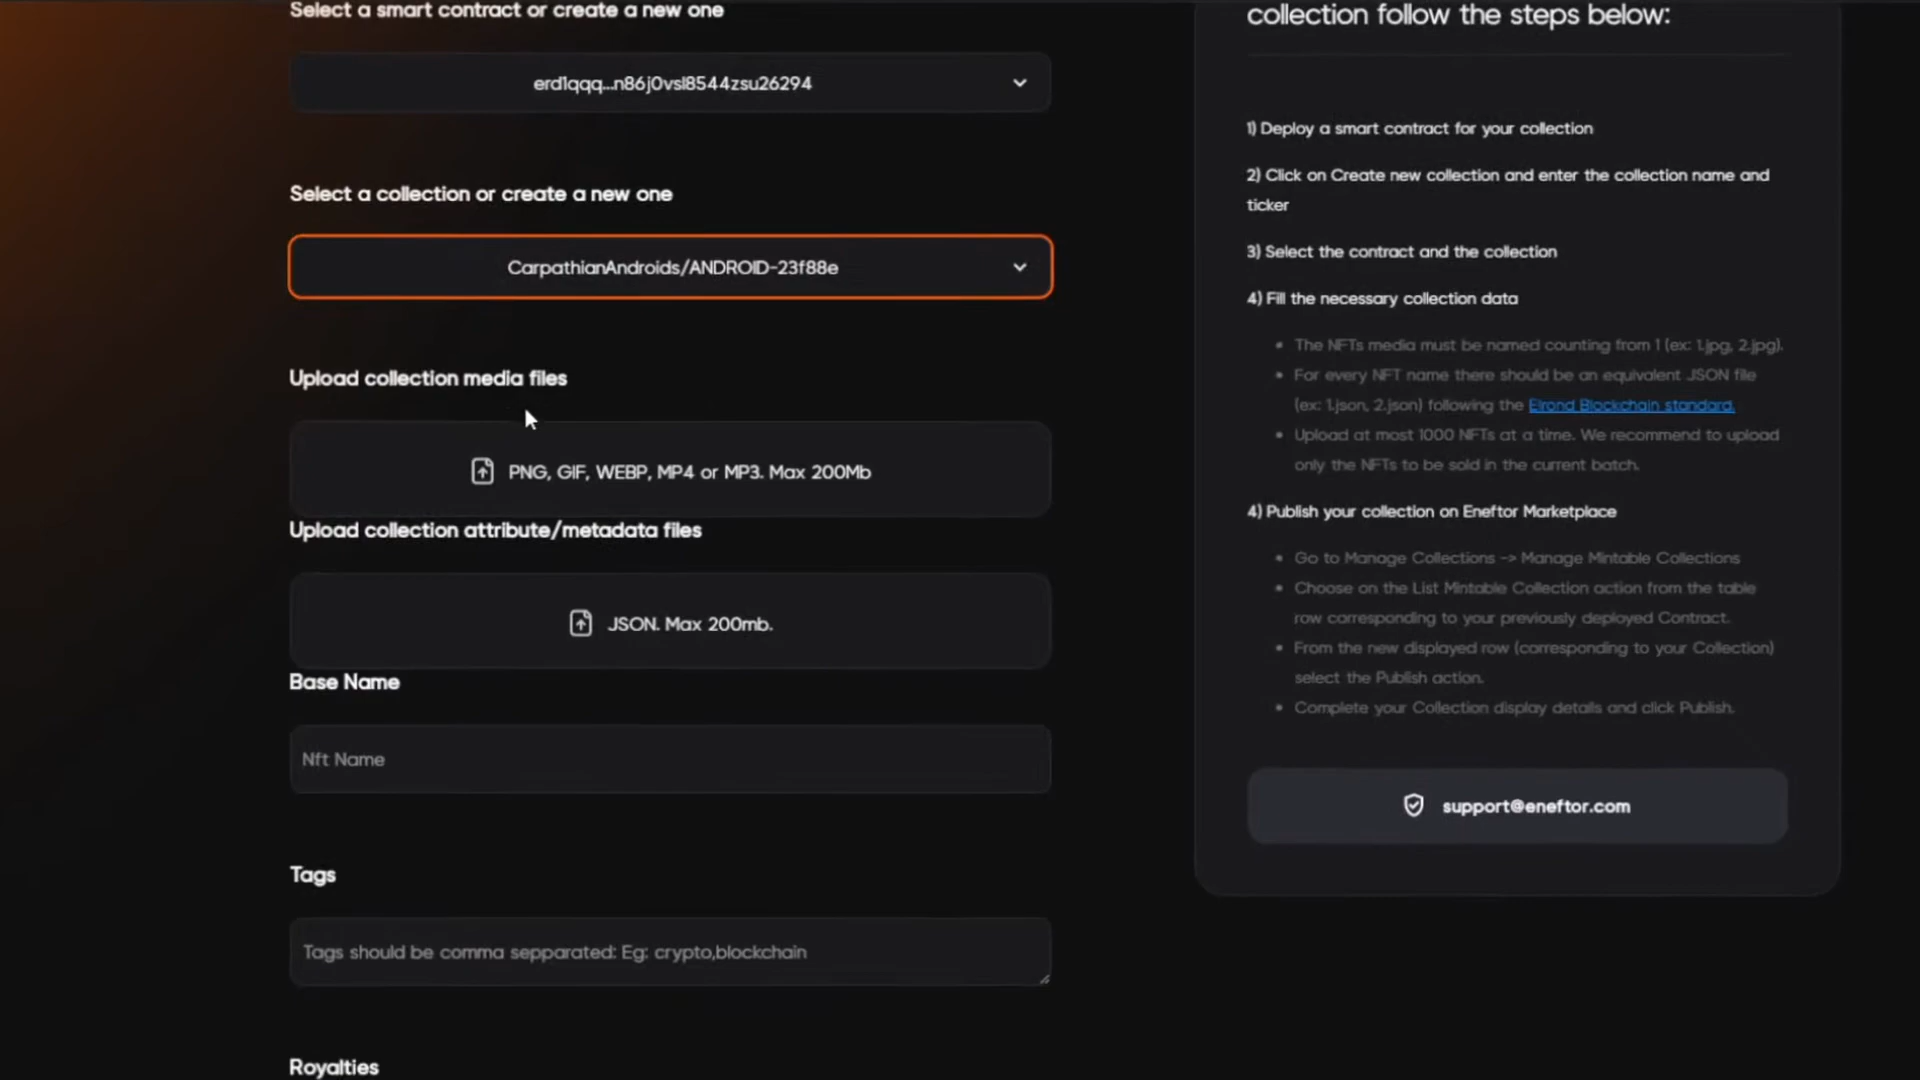 Select a smart contract or create a new one
erd1qqq...n86j0vsl8544zsu26294
Select a collection or create a new one
CarpathianAndroids/ANDROID-23f88e
Upload collection media files
PNG, GIF, WEBP, MP4 or MP3. Max 200Mb
Upload collection attribute/metadata files
JSON. Max 200mb.
Base Name
Nft Name
Tags
Tags should be comma sepparated: Eg: crypto,blockchain
Royalties
collection follow the steps below:
1) Deploy a smart contract for your collection
2) Click on Create new collection and enter the collection name and
ticker
3) Select the contract and the collection
4) Fill the necessary collection data
• The NFTs media must be named counting from 1 (ex: 1.jpg, 2.jpg).
• For every NFT name there should be an equivalent JSON file
(ex: 1.json, 2.json) following the Elrond Blockchain standard.
• Upload at most 1000 NFTs at a time. We recommend to upload
only the NFTs to be sold in the current batch.
4) Publish your collection on Eneftor Marketplace
• Go to Manage Collections -> Manage Mintable Collections
• Choose on the List Mintable Collection action from the table
row corresponding to your previously deployed Contract.
• From the new displayed row (corresponding to your Collection)
select the Publish action.
• Complete your Collection display details and click Publish.
support@eneftor.com